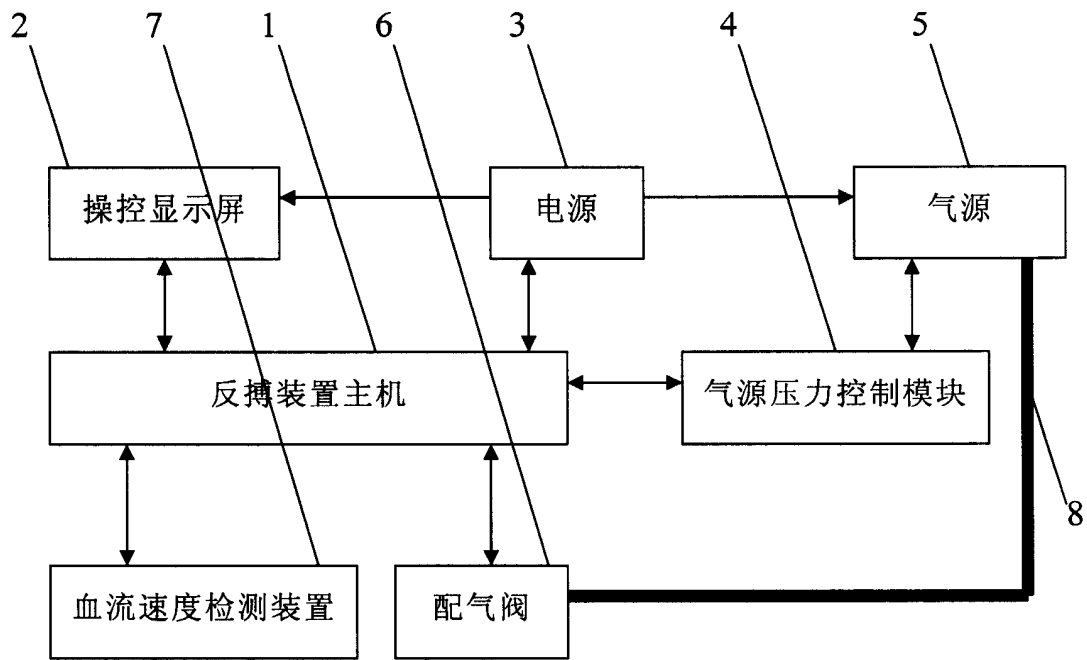 2 7 1 6 3 4 5
操控显示屏 电源 气源
反搏装置主机 气源压力控制模块
8
血流速度检测装置 配气阀